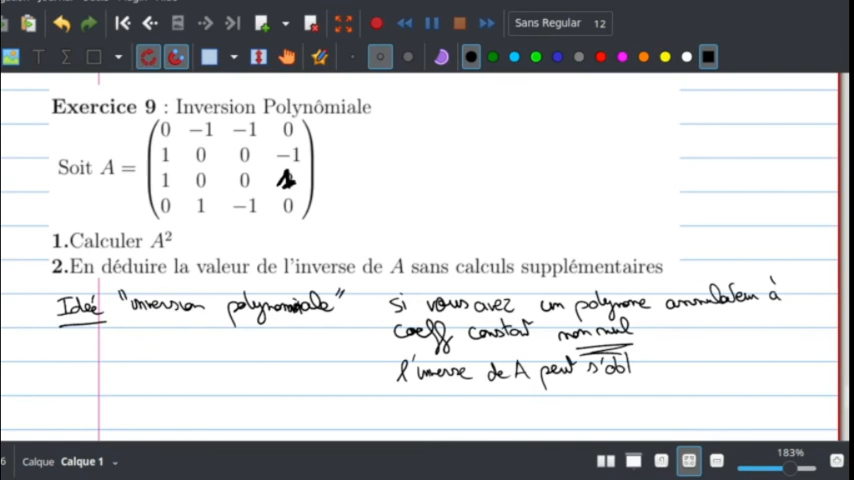 Sans Regular 12
Exercice 9 : Inversion Polynômiale
0 −1 −1 0
1 0 0 −1
Soit A =
1 0 0 1
0 1 −1 0
1.Calculer A²
2.En déduire la valeur de l'inverse de A sans calculs supplémentaires
Idée "inversion polynomiale" Si vous avez un polynome annulateur à
coeff constant non nul
l'inverse de A peut s'obt
6 Calque Calque 1 183%